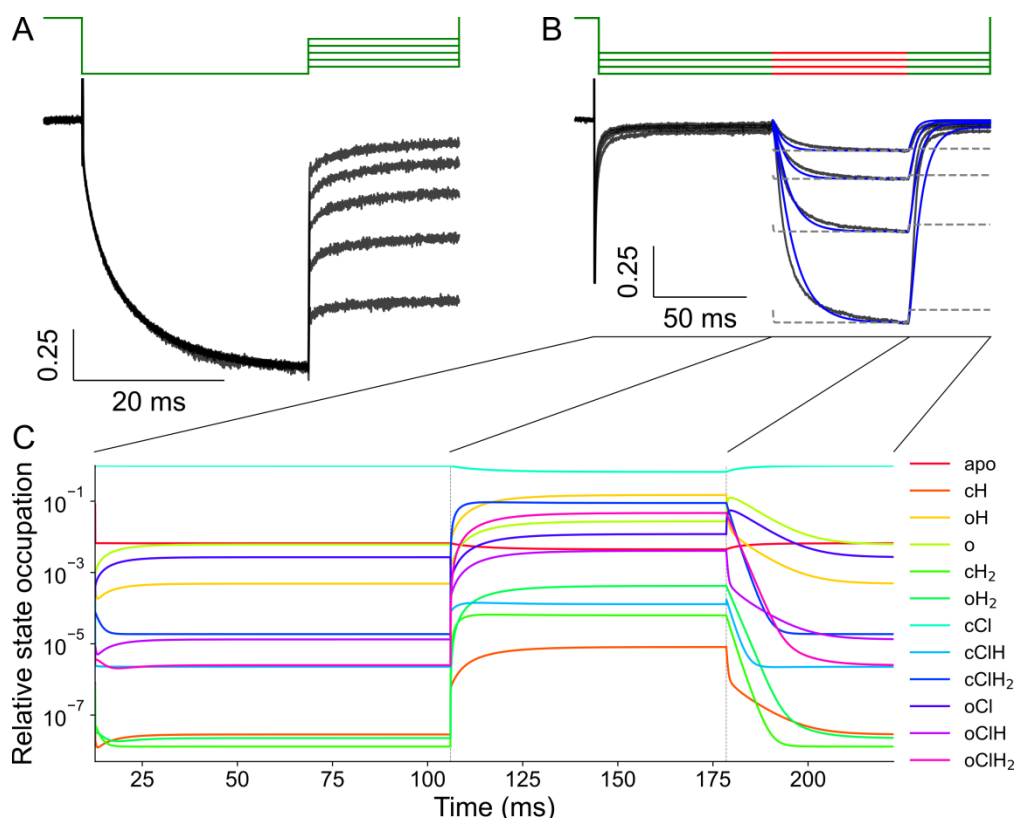 A
B
0.25
20 ms
0.25
50 ms
C
Relative state occupation
10⁻¹
10⁻³
10⁻⁵
10⁻⁷
25
50
75
100
125
150
175
200
Time (ms)
apo
cH
oH
o
cH₂
oH₂
cCl
cClH
cClH₂
oCl
oClH
oClH₂